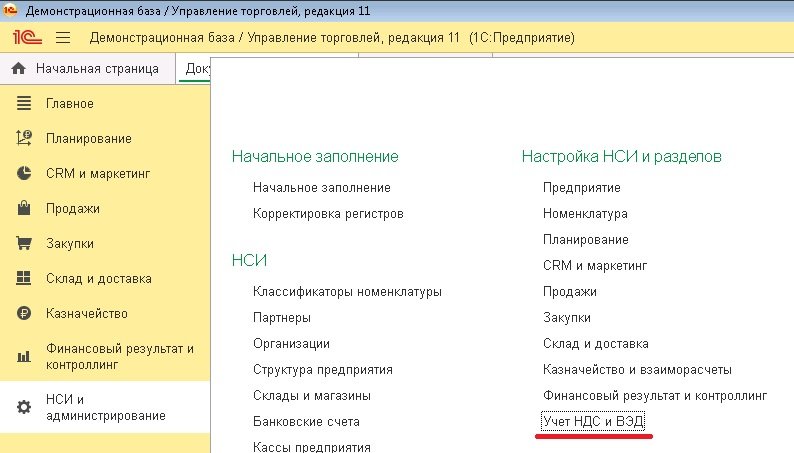 Демонстрационная база / Управление торговлей, редакция 11
1С Демонстрационная база / Управление торговлей, редакция 11 (1С:Предприятие)
Начальная страница
Док
Главное
Планирование
CRM и маркетинг
Продажи
Закупки
Склад и доставка
Казначейство
Финансовый результат и
контроллинг
НСИ и
администрирование
Начальное заполнение
Начальное заполнение
Корректировка регистров
НСИ
Классификаторы номенклатуры
Партнеры
Организации
Структура предприятия
Склады и магазины
Банковские счета
Кассы предприятия
Настройка НСИ и разделов
Предприятие
Номенклатура
Планирование
CRM и маркетинг
Продажи
Закупки
Склад и доставка
Казначейство и взаиморасчеты
Финансовый результат и контроллинг
Учет НДС и ВЭД